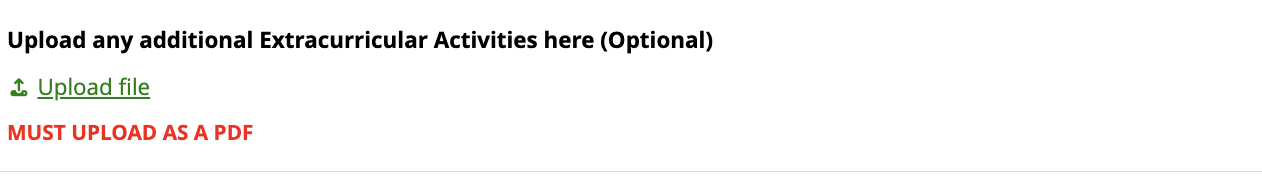 Upload any additional Extracurricular Activities here (Optional)
Upload file
MUST UPLOAD AS A PDF